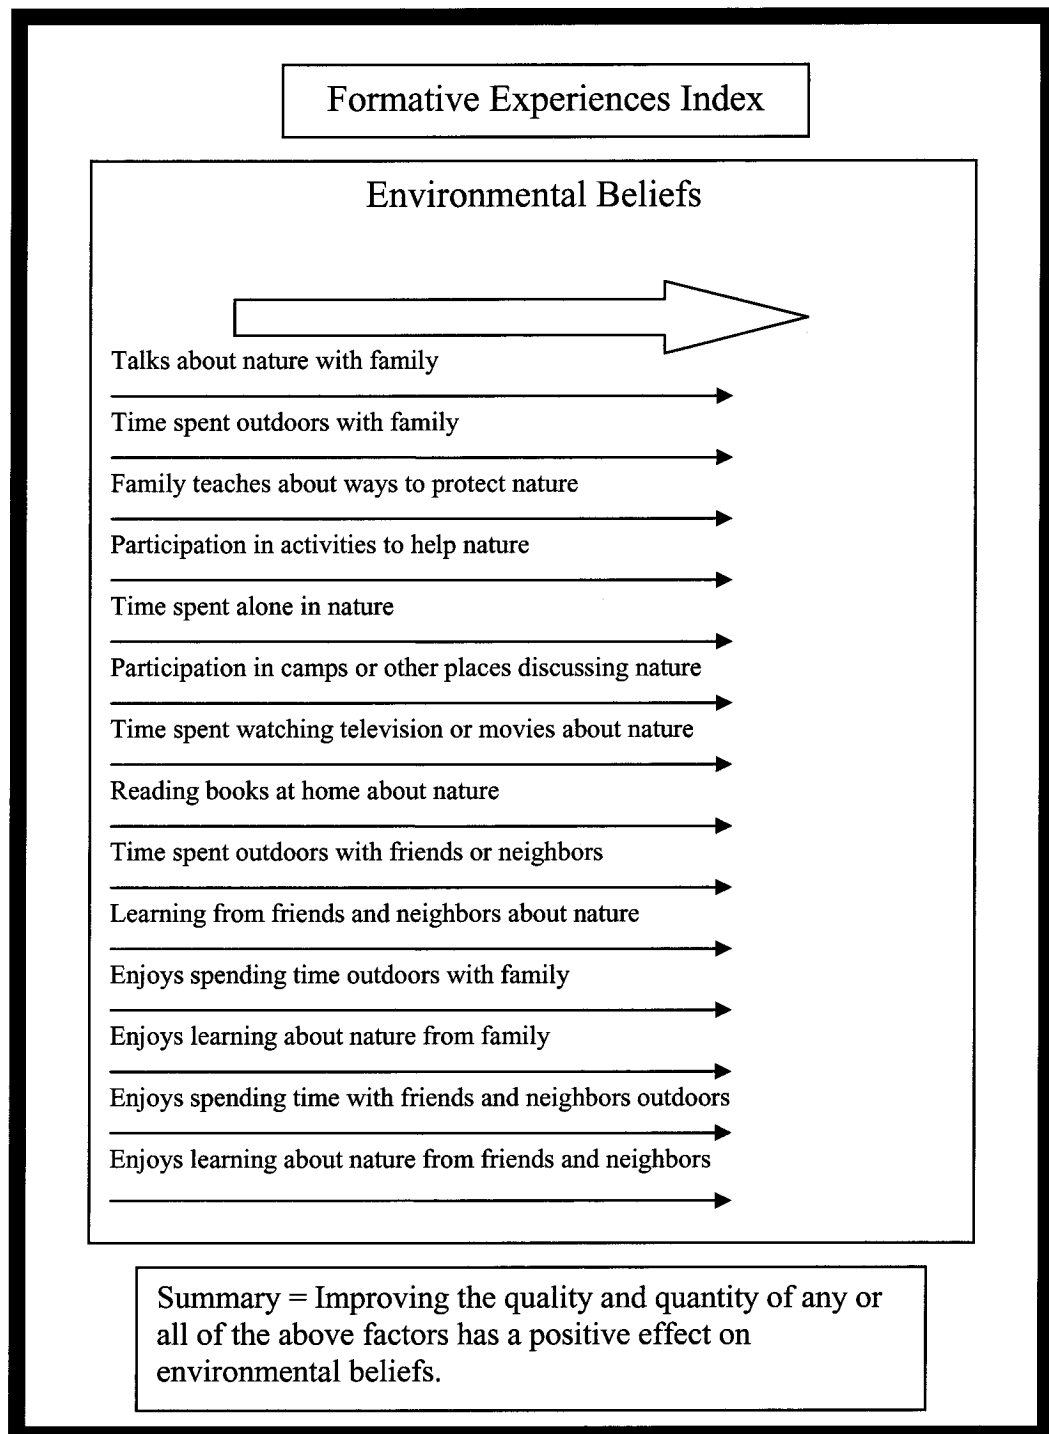 Formative Experiences Index
Environmental Beliefs
Talks about nature with family
Time spent outdoors with family
Family teaches about ways to protect nature
Participation in activities to help nature
Time spent alone in nature
Participation in camps or other places discussing nature
Time spent watching television or movies about nature
Reading books at home about nature
Time spent outdoors with friends or neighbors
Learning from friends and neighbors about nature
Enjoys spending time outdoors with family
Enjoys learning about nature from family
Enjoys spending time with friends and neighbors outdoors
Enjoys learning about nature from friends and neighbors
Summary = Improving the quality and quantity of any or
all of the above factors has a positive effect on
environmental beliefs.